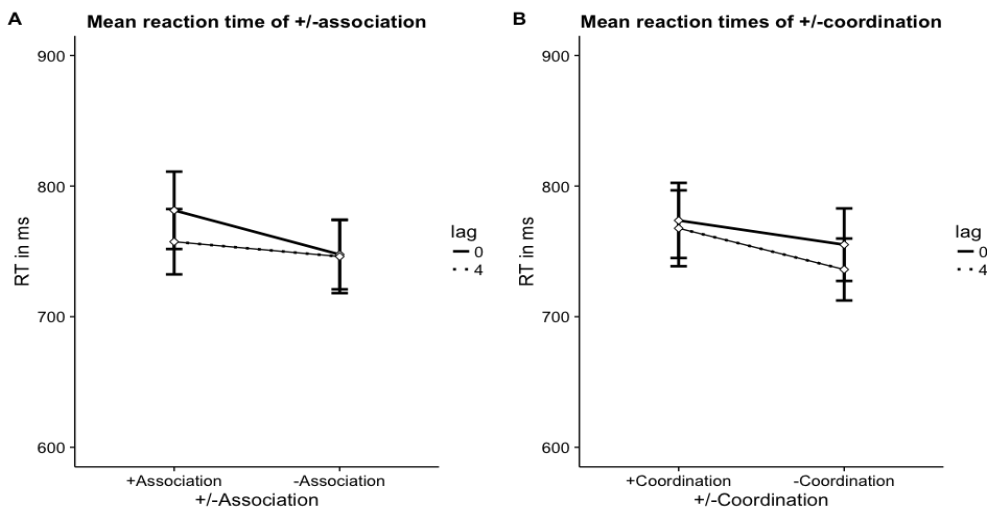 A
Mean reaction time of +/-association
900
800
700
600
RT in ms
+Association
-Association
+/-Association
lag
0
4
B
Mean reaction times of +/-coordination
900
800
700
600
RT in ms
+Coordination
-Coordination
+/-Coordination
lag
0
4